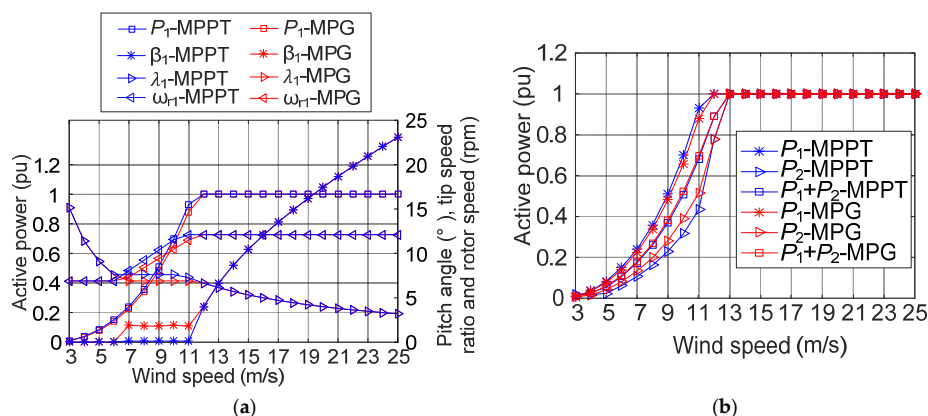 P₁-MPPT P₁-MPG
β₁-MPPT β₁-MPG
λ₁-MPPT λ₁-MPG
ωr1-MPPT ωr1-MPG
Active power (pu)
1.2
1
0.8
0.6
0.4
0.2
0
25
20
15
10
5
0
Pitch angle (°), tip speed
ratio and rotor speed (rpm)
3 5 7 9 11 13 15 17 19 21 23 25
Wind speed (m/s)
(a)
Active power (pu)
1.2
1
0.8
0.6
0.4
0.2
0
P₁-MPPT
P₂-MPPT
P₁+P₂-MPPT
P₁-MPG
P₂-MPG
P₁+P₂-MPG
3 5 7 9 11 13 15 17 19 21 23 25
Wind speed (m/s)
(b)